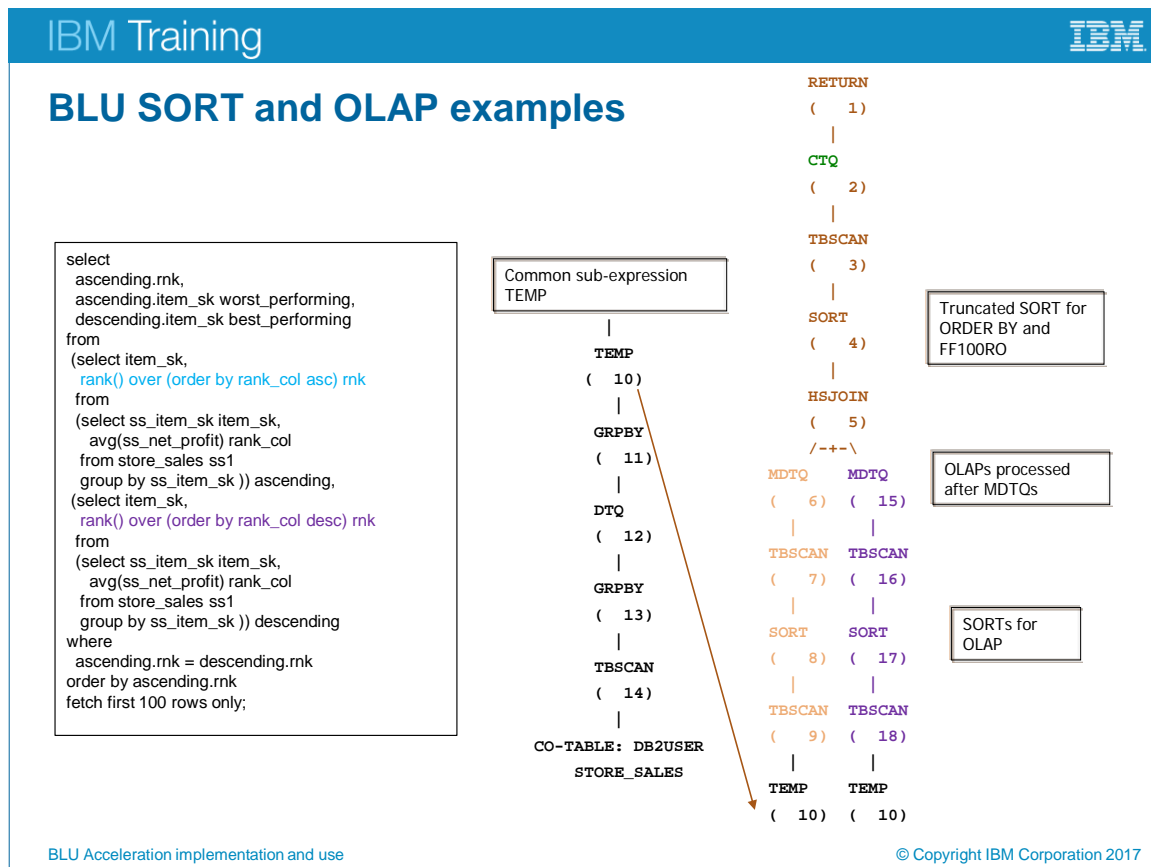 IBM Training
IBM
BLU SORT and OLAP examples
select
ascending.rnk,
ascending.item_sk worst_performing,
descending.item_sk best_performing
from
(select item_sk,
rank() over (order by rank_col asc) rnk
from
(select ss_item_sk item_sk,
avg(ss_net_profit) rank_col
from store_sales ss1
group by ss_item_sk )) ascending,
(select item_sk,
rank() over (order by rank_col desc) rnk
from
(select ss_item_sk item_sk,
avg(ss_net_profit) rank_col
from store_sales ss1
group by ss_item_sk )) descending
where
ascending.rnk = descending.rnk
order by ascending.rnk
fetch first 100 rows only;
Common sub-expression
TEMP
|
TEMP
( 10)
|
GRPBY
( 11)
|
DTQ
( 12)
|
GRPBY
( 13)
|
TBSCAN
( 14)
|
CO-TABLE: DB2USER
STORE_SALES
RETURN
( 1)
|
CTQ
( 2)
|
TBSCAN
( 3)
|
SORT
( 4)
|
HSJOIN
( 5)
/-+-\
MDTQ MDTQ
( 6) ( 15)
| |
TBSCAN TBSCAN
( 7) ( 16)
| |
SORT SORT
( 8) ( 17)
| |
TBSCAN TBSCAN
( 9) ( 18)
| |
TEMP TEMP
( 10) ( 10)
Truncated SORT for
ORDER BY and
FF100RO
OLAPs processed
after MDTQs
SORTs for
OLAP
BLU Acceleration implementation and use
© Copyright IBM Corporation 2017